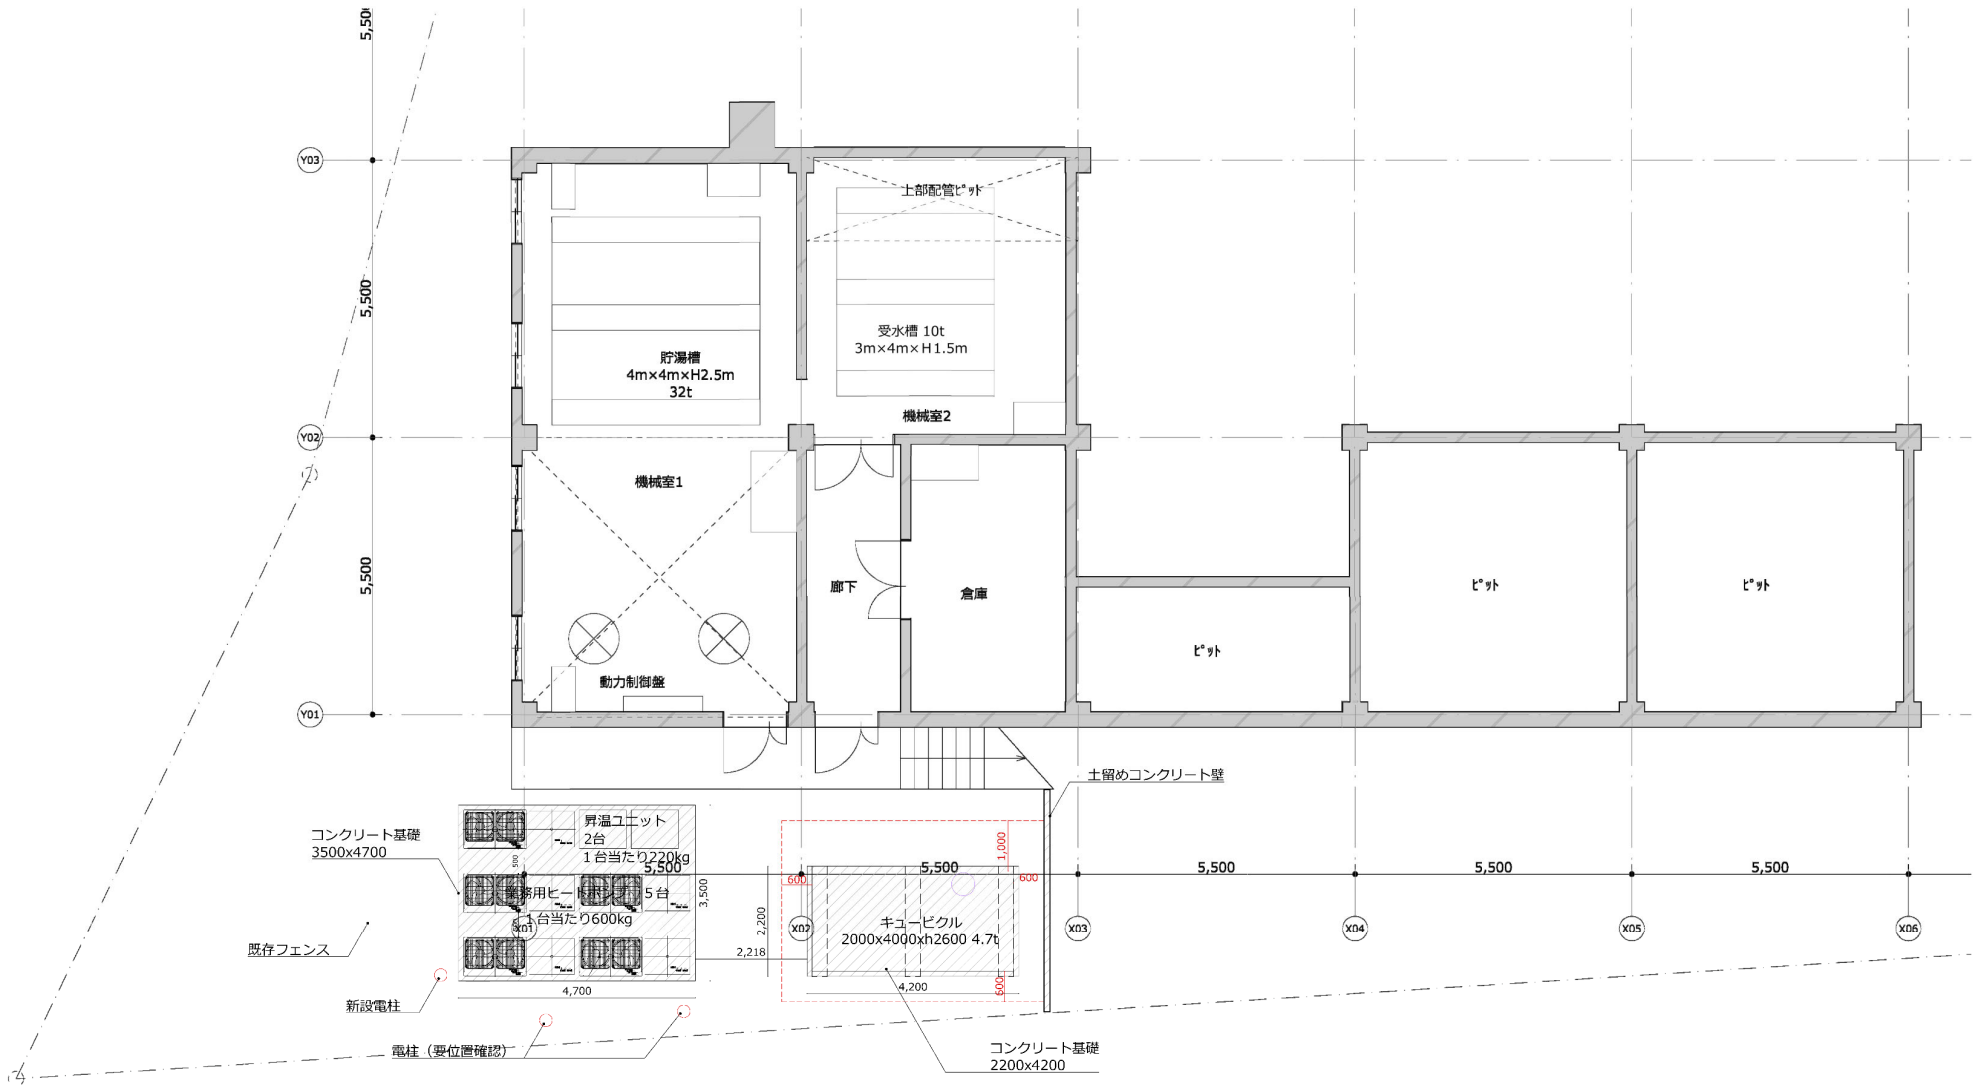 5,500
Y03
上部配管ﾋﾟｯﾄ
5,500
受水槽 10t
3m×4m×H1.5m
貯湯槽
4m×4m×H2.5m
32t
機械室2
Y02
機械室1
5,500
廊下
倉庫
ﾋﾟｯﾄ
ﾋﾟｯﾄ
ﾋﾟｯﾄ
動力制御盤
Y01
土留めコンクリート壁
コンクリート基礎
3500x4700
昇温ユニット
2台
１台当たり220kg
5,500
5,500
5,500
5,500
5,500
500
業務用ヒートポンプ ５台
１台当たり600kg
3,500
1,000
600
600
2,200
キュービクル
2000x4000xh2600 4.7t
X01
X02
X03
X04
X05
X06
既存フェンス
2,218
600
4,700
4,200
新設電柱
電柱（要位置確認）
コンクリート基礎
2200x4200